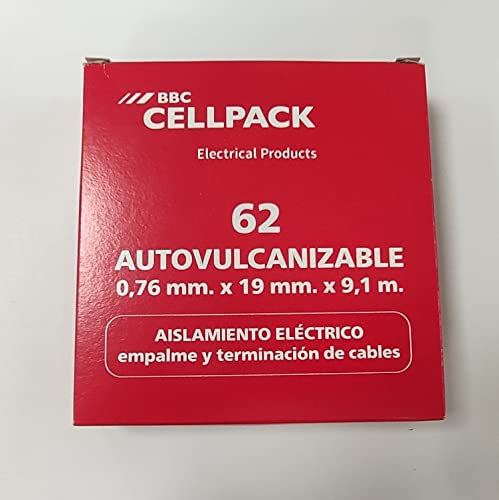 BBC
CELLPACK
Electrical Products
62
AUTOVULCANIZABLE
0,76 mm. x 19 mm. x 9,1 m.
AISLAMIENTO ELÉCTRICO
empalme y terminación de cables